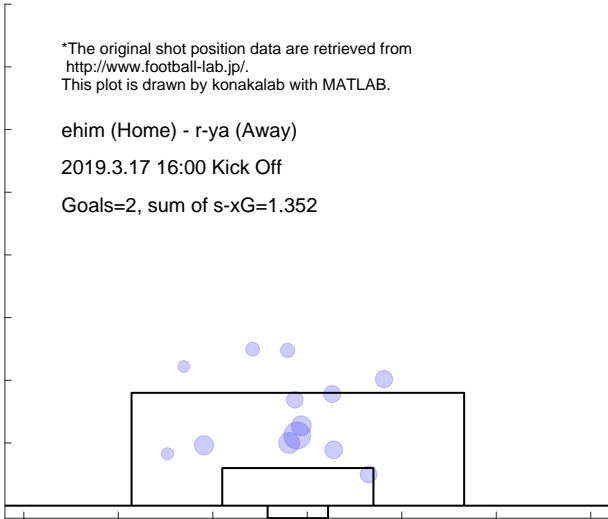 *The original shot position data are retrieved from
http://www.football-lab.jp/.
This plot is drawn by konakalab with MATLAB.
ehim (Home) - r-ya (Away)
2019.3.17 16:00 Kick Off
Goals=2, sum of s-xG=1.352